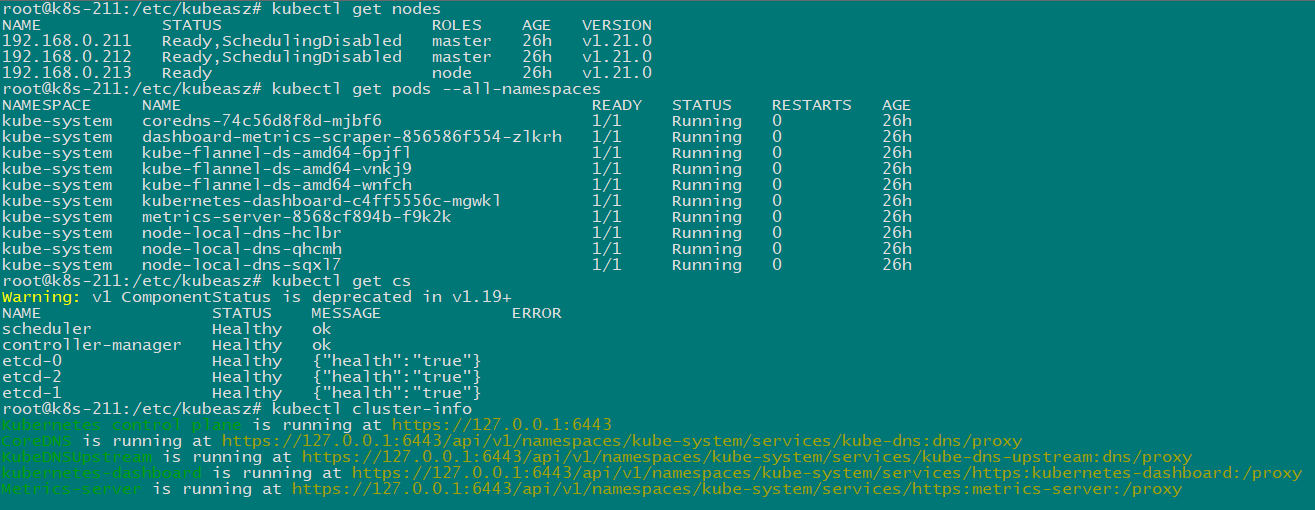 root@k8s-211:/etc/kubeasz# kubectl get nodes
NAME            STATUS                     ROLES    AGE   VERSION
192.168.0.211   Ready,SchedulingDisabled   master   26h   v1.21.0
192.168.0.212   Ready,SchedulingDisabled   master   26h   v1.21.0
192.168.0.213   Ready                      node     26h   v1.21.0
root@k8s-211:/etc/kubeasz# kubectl get pods --all-namespaces
NAMESPACE     NAME                                         READY   STATUS    RESTARTS   AGE
kube-system   coredns-74c56d8f8d-mjbf6                     1/1     Running   0          26h
kube-system   dashboard-metrics-scraper-856586f554-zlkrh   1/1     Running   0          26h
kube-system   kube-flannel-ds-amd64-6pjfl                  1/1     Running   0          26h
kube-system   kube-flannel-ds-amd64-vnkj9                  1/1     Running   0          26h
kube-system   kube-flannel-ds-amd64-wnfch                  1/1     Running   0          26h
kube-system   kubernetes-dashboard-c4ff5556c-mgwkl         1/1     Running   0          26h
kube-system   metrics-server-8568cf894b-f9k2k              1/1     Running   0          26h
kube-system   node-local-dns-hclbr                         1/1     Running   0          26h
kube-system   node-local-dns-qhcmh                         1/1     Running   0          26h
kube-system   node-local-dns-sqxl7                         1/1     Running   0          26h
root@k8s-211:/etc/kubeasz# kubectl get cs
Warning: v1 ComponentStatus is deprecated in v1.19+
NAME                 STATUS    MESSAGE             ERROR
scheduler            Healthy   ok
controller-manager   Healthy   ok
etcd-0               Healthy   {"health":"true"}
etcd-2               Healthy   {"health":"true"}
etcd-1               Healthy   {"health":"true"}
root@k8s-211:/etc/kubeasz# kubectl cluster-info
Kubernetes control plane is running at https://127.0.0.1:6443
CoreDNS is running at https://127.0.0.1:6443/api/v1/namespaces/kube-system/services/kube-dns:dns/proxy
KubeDNSUpstream is running at https://127.0.0.1:6443/api/v1/namespaces/kube-system/services/kube-dns-upstream:dns/proxy
kubernetes-dashboard is running at https://127.0.0.1:6443/api/v1/namespaces/kube-system/services/https:kubernetes-dashboard:/proxy
Metrics-server is running at https://127.0.0.1:6443/api/v1/namespaces/kube-system/services/https:metrics-server:/proxy